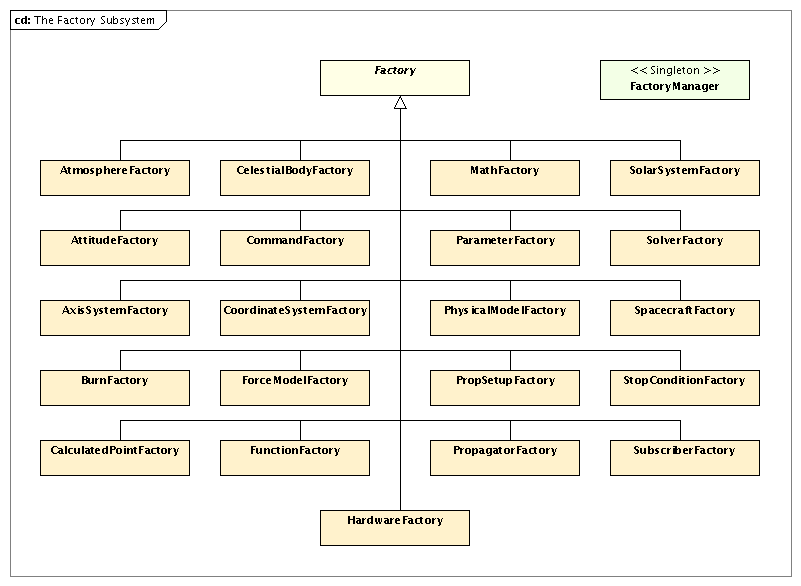 cd: The Factory Subsystem
Factory
<< Singleton >>
FactoryManager
AtmosphereFactory
CelestialBodyFactory
MathFactory
SolarSystemFactory
AttitudeFactory
CommandFactory
ParameterFactory
SolverFactory
AxisSystemFactory
CoordinateSystemFactory
PhysicalModelFactory
SpacecraftFactory
BurnFactory
ForceModelFactory
PropSetupFactory
StopConditionFactory
CalculatedPointFactory
FunctionFactory
PropagatorFactory
SubscriberFactory
HardwareFactory